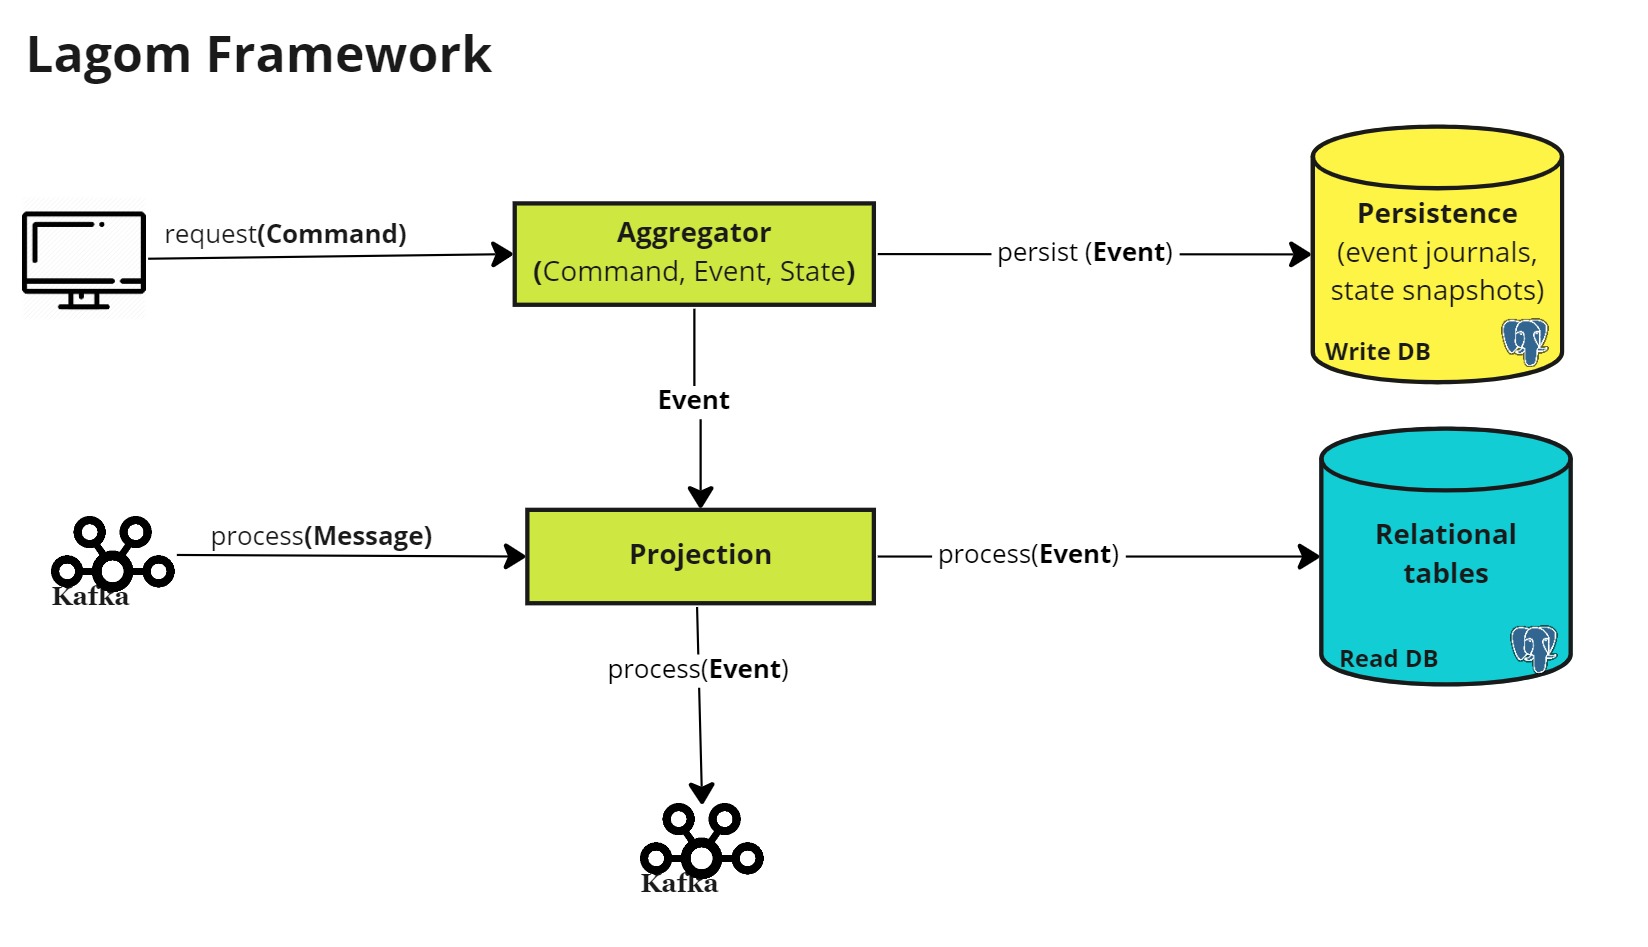 Lagom Framework
request(Command)
Aggregator
(Command, Event, State)
persist (Event)
Persistence
(event journals,
state snapshots)
Write DB
Event
process(Message)
Kafka
Projection
process(Event)
Relational
tables
Read DB
process(Event)
Kafka